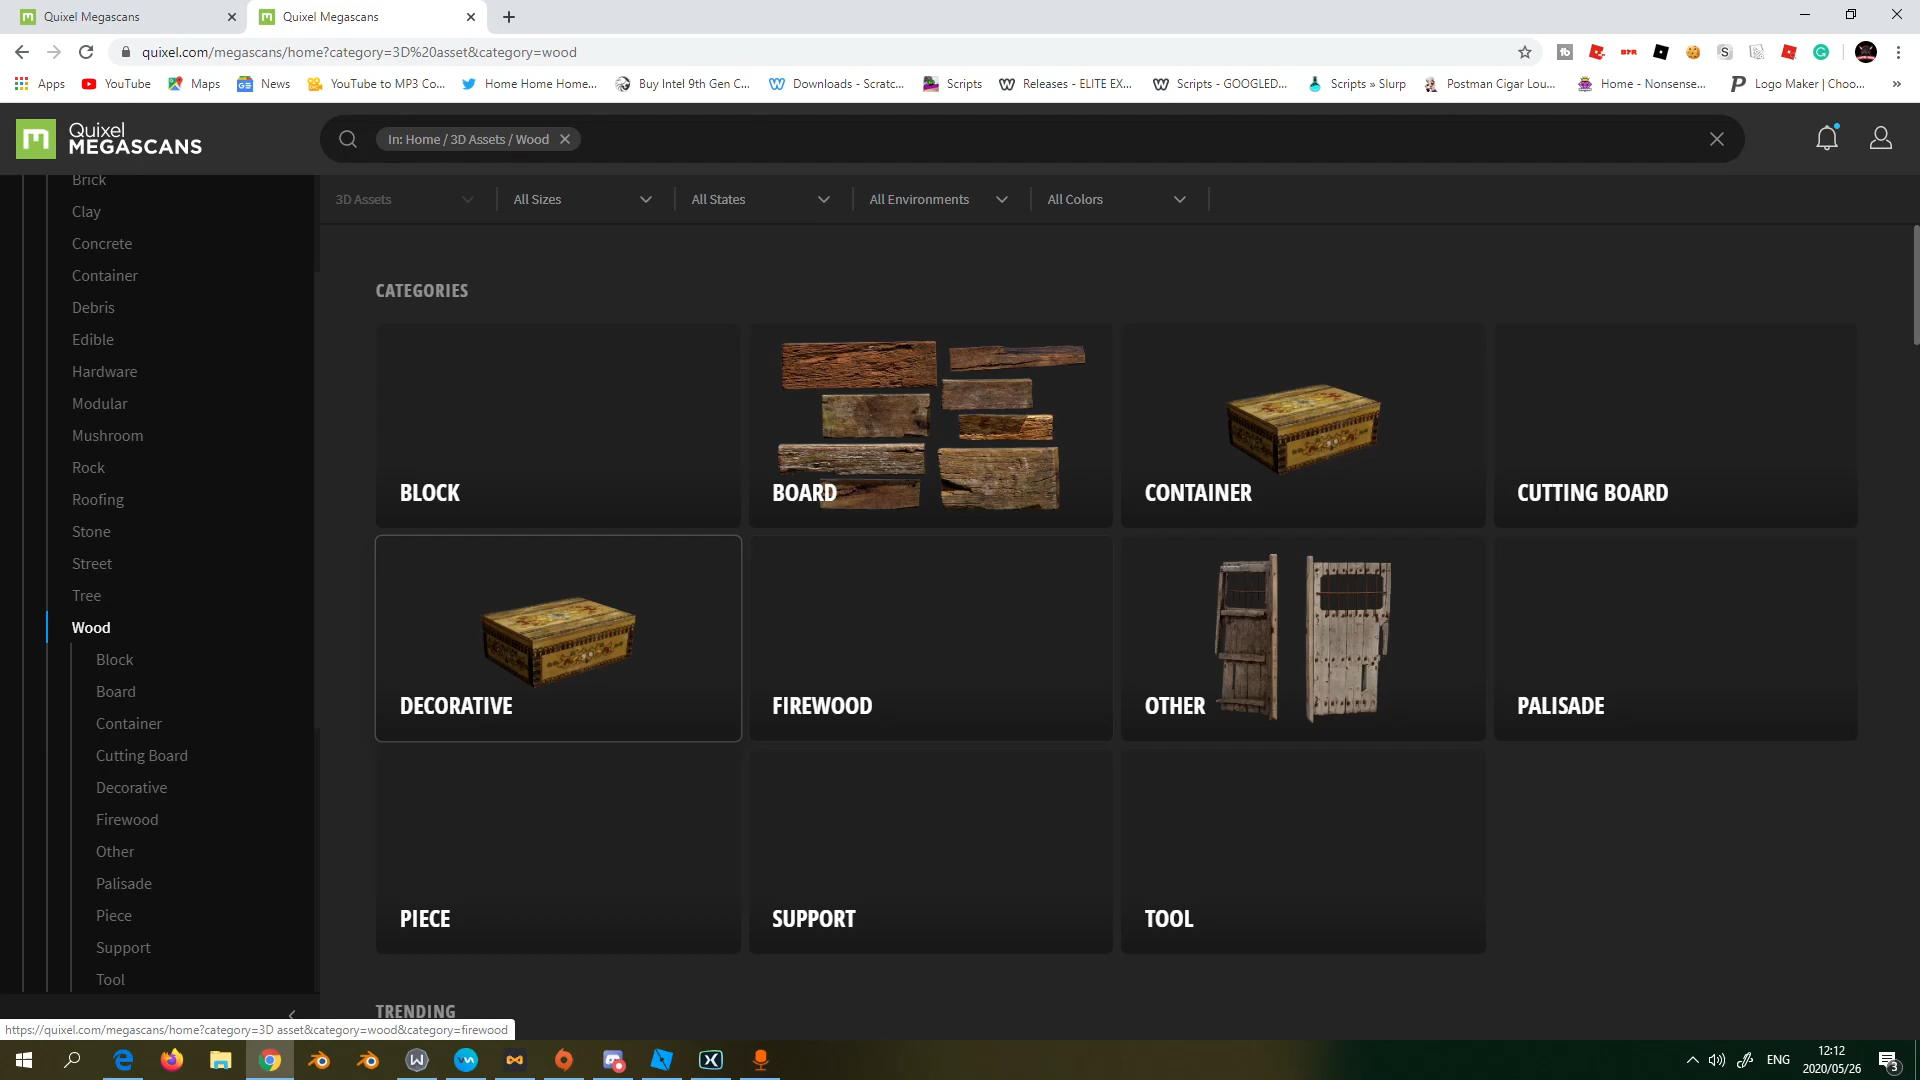 Quixel Megascans
Quixel Megascans
quixel.com/megascans/home?category=3D%20asset&category=wood
Apps
YouTube
Maps
News
YouTube to MP3 Co...
Home Home Home...
Buy Intel 9th Gen C...
Downloads - Scratc...
Scripts
Releases - ELITE EX...
Scripts - GOOGLED...
Scripts » Slurp
Postman Cigar Lou...
Home - Nonsense...
Logo Maker | Choo...
»
Quixel
MEGASCANS
In: Home / 3D Assets / Wood
3D Assets
All Sizes
All States
All Environments
All Colors
Brick
Clay
Concrete
Container
Debris
Edible
Hardware
Modular
Mushroom
Rock
Roofing
Stone
Street
Tree
Wood
Block
Board
Container
Cutting Board
Decorative
Firewood
Other
Palisade
Piece
Support
Tool
CATEGORIES
BLOCK
BOARD
CONTAINER
CUTTING BOARD
DECORATIVE
FIREWOOD
OTHER
PALISADE
PIECE
SUPPORT
TOOL
TRENDING
https://quixel.com/megascans/home?category=3D asset&category=wood&category=firewood
ENG
12:12
2020/05/26
3